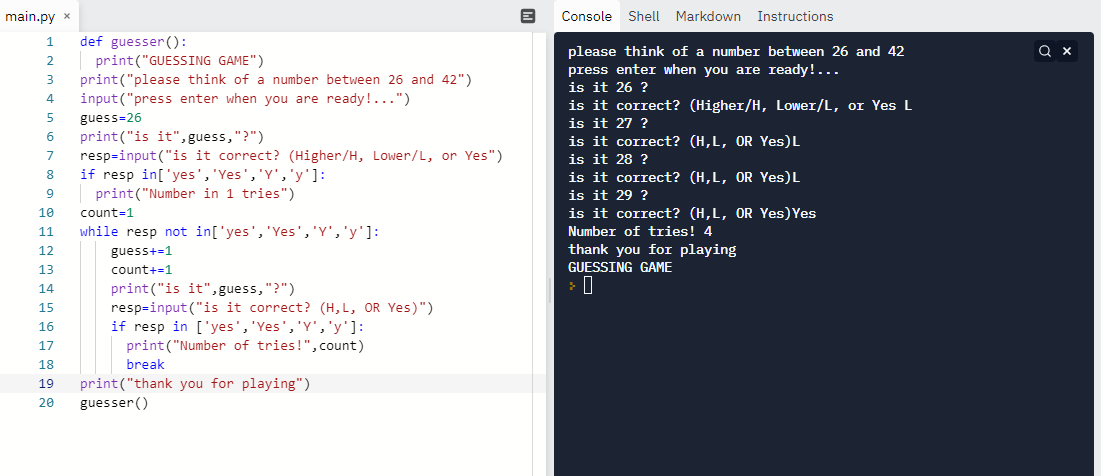 main.py ×
1 def guesser():
2 print("GUESSING GAME")
3 print("please think of a number between 26 and 42")
4 input("press enter when you are ready!...")
5 guess=26
6 print("is it",guess,"?")
7 resp=input("is it correct? (Higher/H, Lower/L, or Yes")
8 if resp in['yes','Yes','Y','y']:
9 print("Number in 1 tries")
10 count=1
11 while resp not in['yes','Yes','Y','y']:
12 guess+=1
13 count+=1
14 print("is it",guess,"?")
15 resp=input("is it correct? (H,L, OR Yes)")
16 if resp in ['yes','Yes','Y','y']:
17 print("Number of tries!",count)
18 break
19 print("thank you for playing")
20 guesser()
Console Shell Markdown Instructions
please think of a number between 26 and 42
press enter when you are ready!...
is it 26 ?
is it correct? (Higher/H, Lower/L, or Yes L
is it 27 ?
is it correct? (H,L, OR Yes)L
is it 28 ?
is it correct? (H,L, OR Yes)L
is it 29 ?
is it correct? (H,L, OR Yes)Yes
Number of tries! 4
thank you for playing
GUESSING GAME